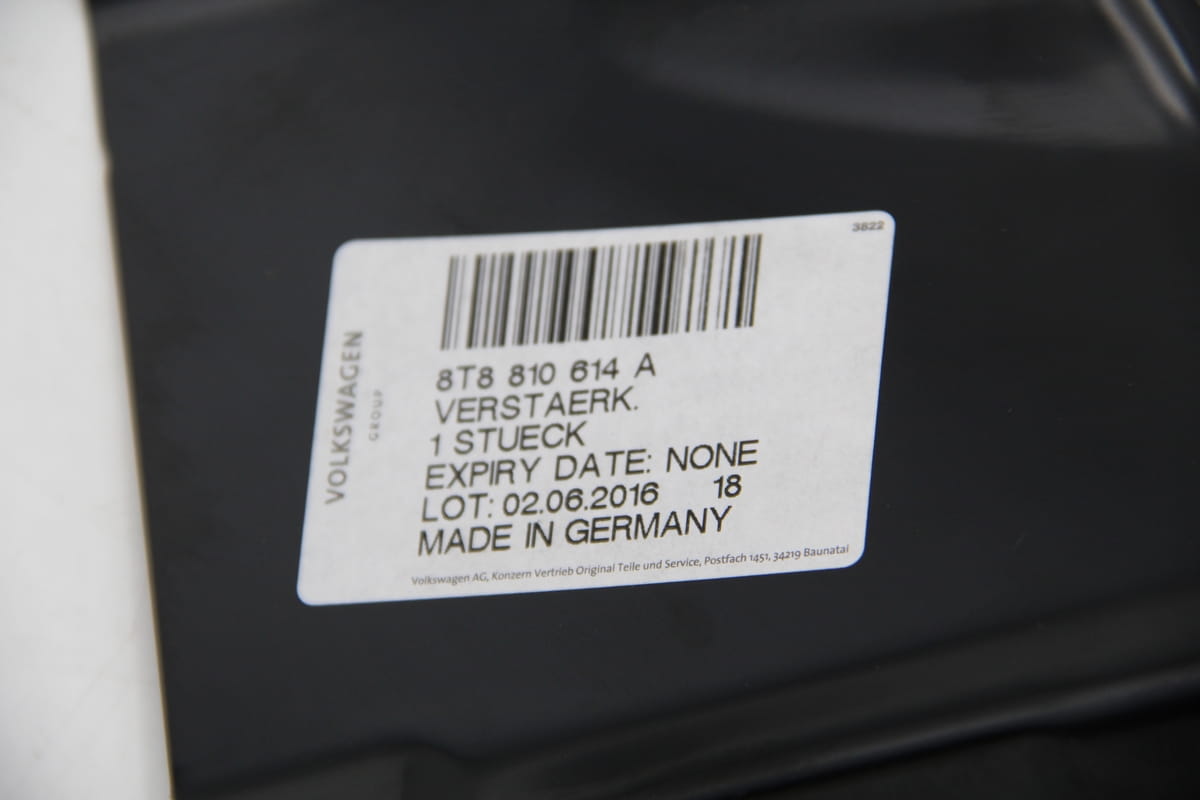 3822
VOLKSWAGEN
GROUP
8T8 810 614 A
VERSTAERK.
1 STUECK
EXPIRY DATE: NONE
LOT: 02.06.2016 18
MADE IN GERMANY
Volkswagen AG, Konzern Vertrieb Original Teile und Service, Postfach 1451, 34219 Baunatal